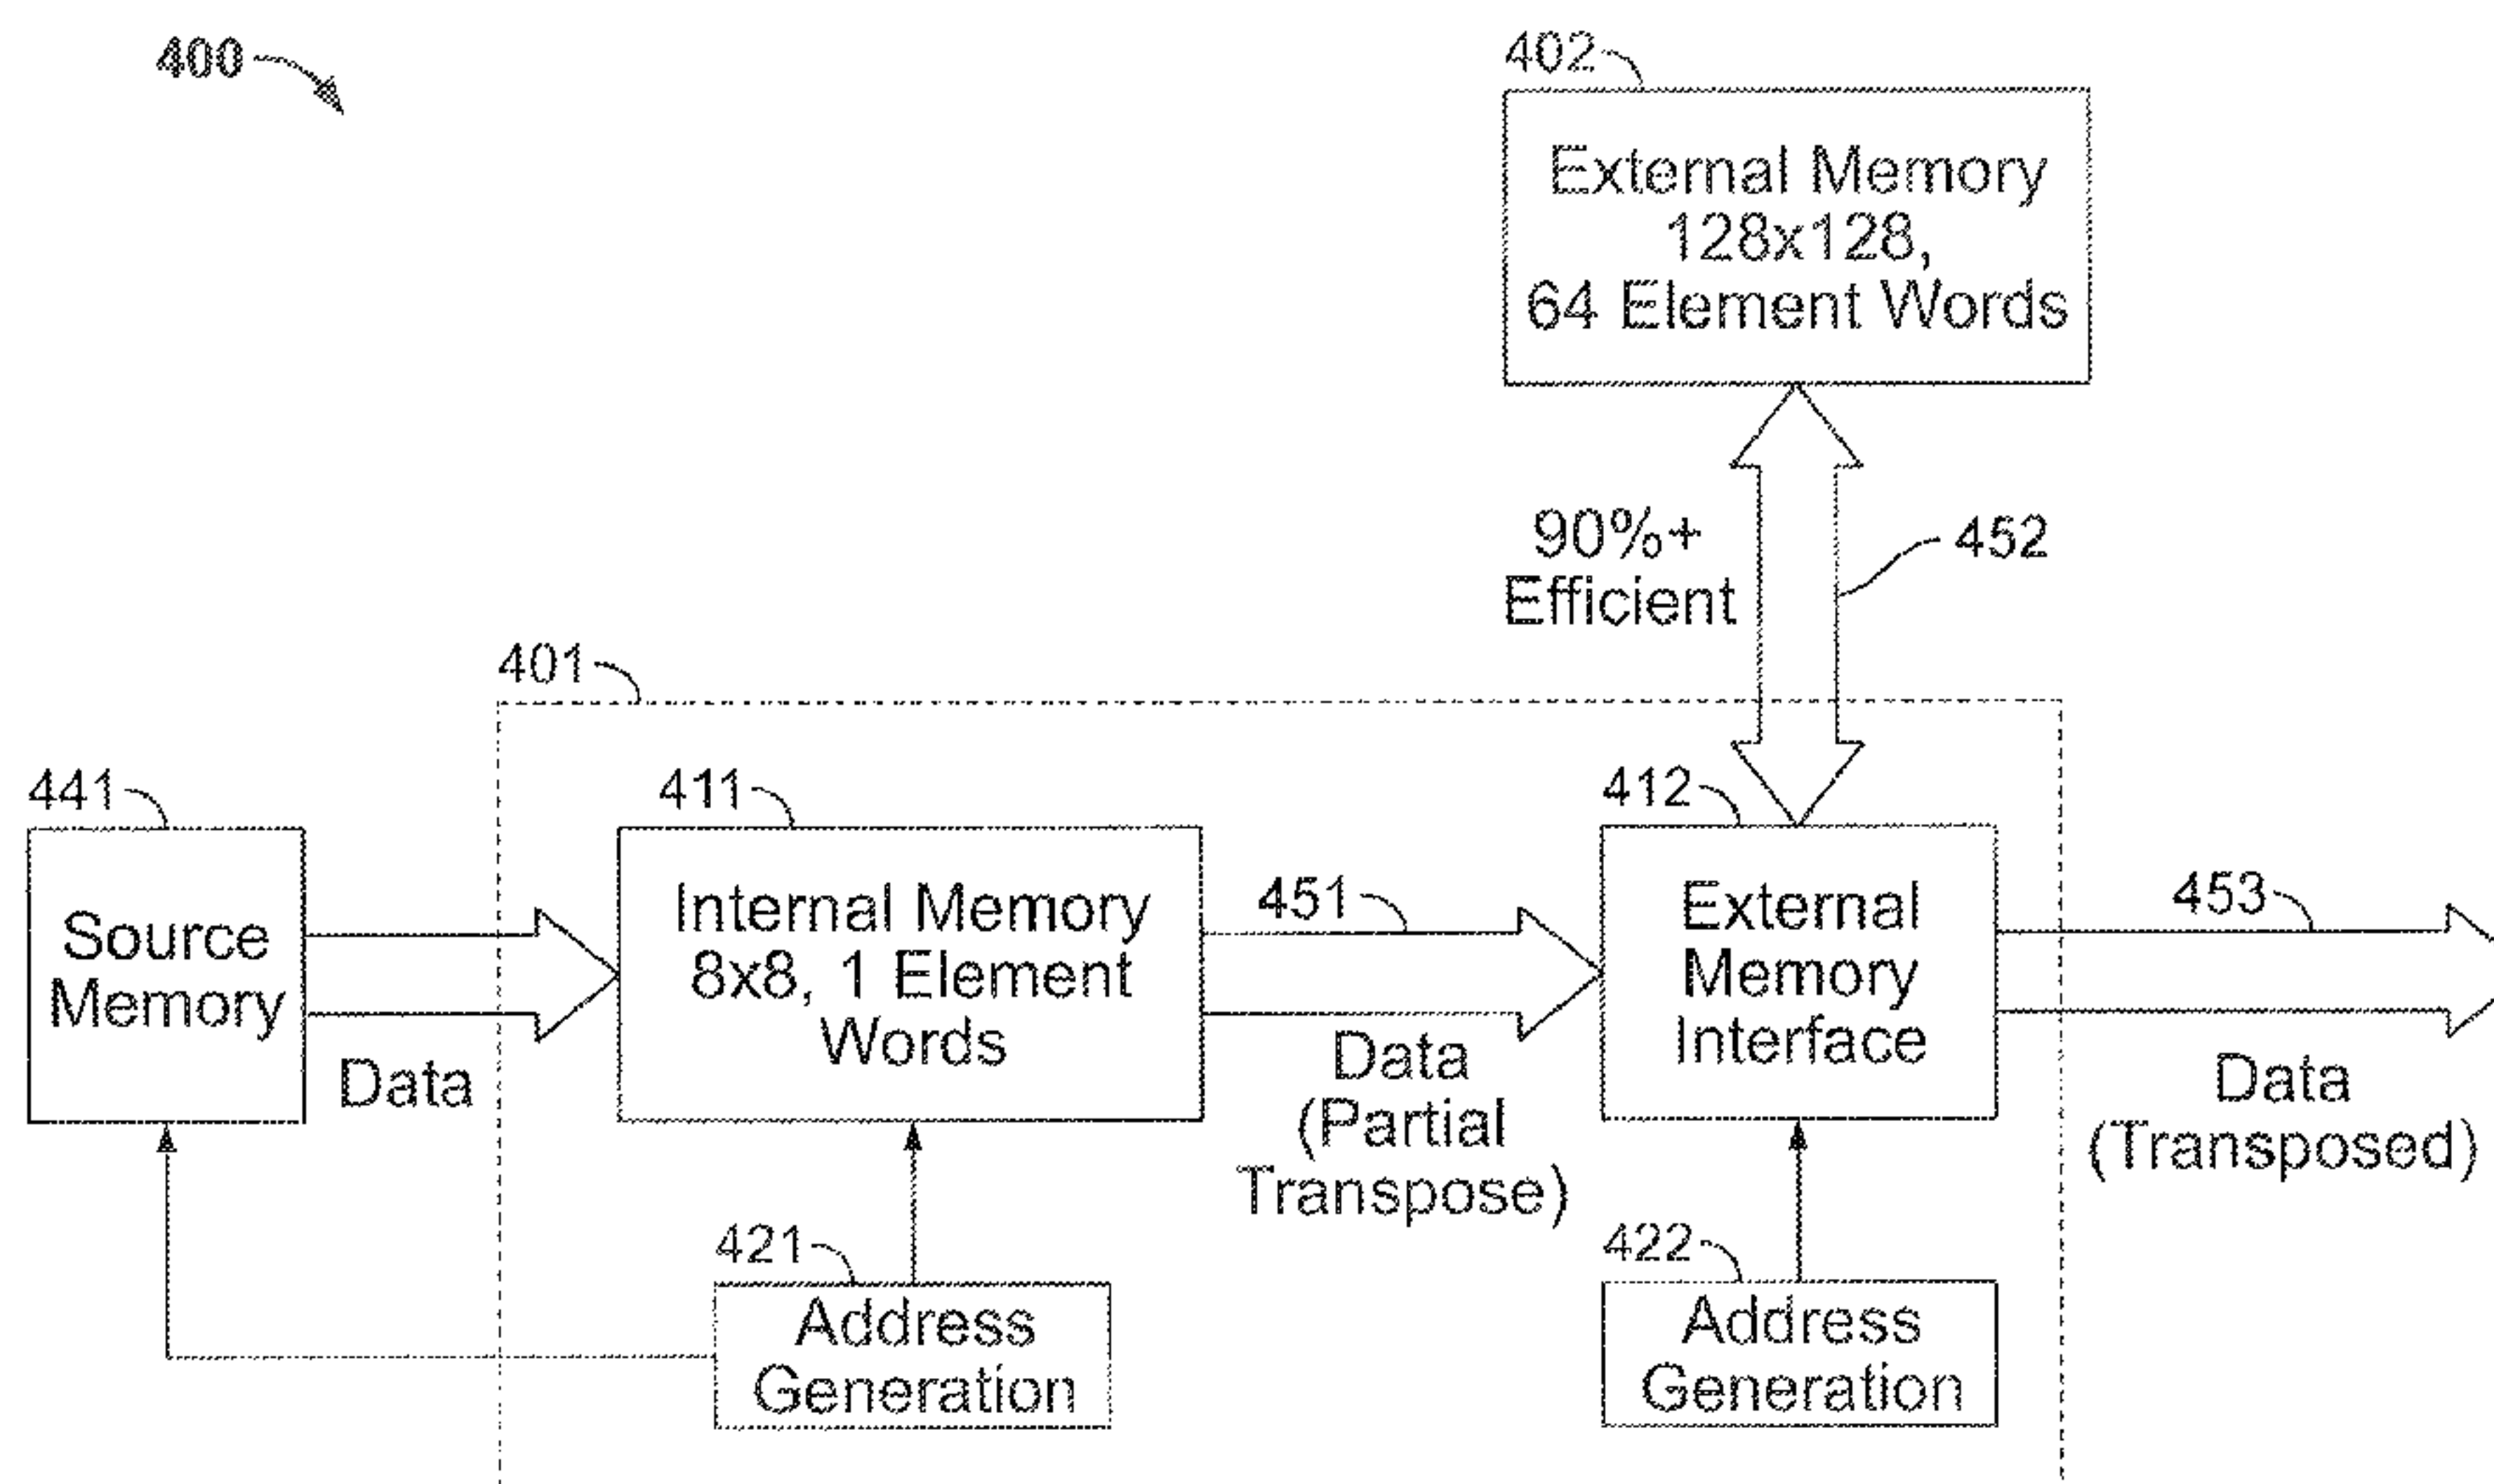 400
402
External Memory
128x128,
64 Element Words
90%+
Efficient
452
401
441
Source
Memory
Data
411
Internal Memory
8x8, 1 Element
Words
451
Data
(Partial
Transpose)
412
External
Memory
Interface
453
Data
(Transposed)
421
Address
Generation
422
Address
Generation